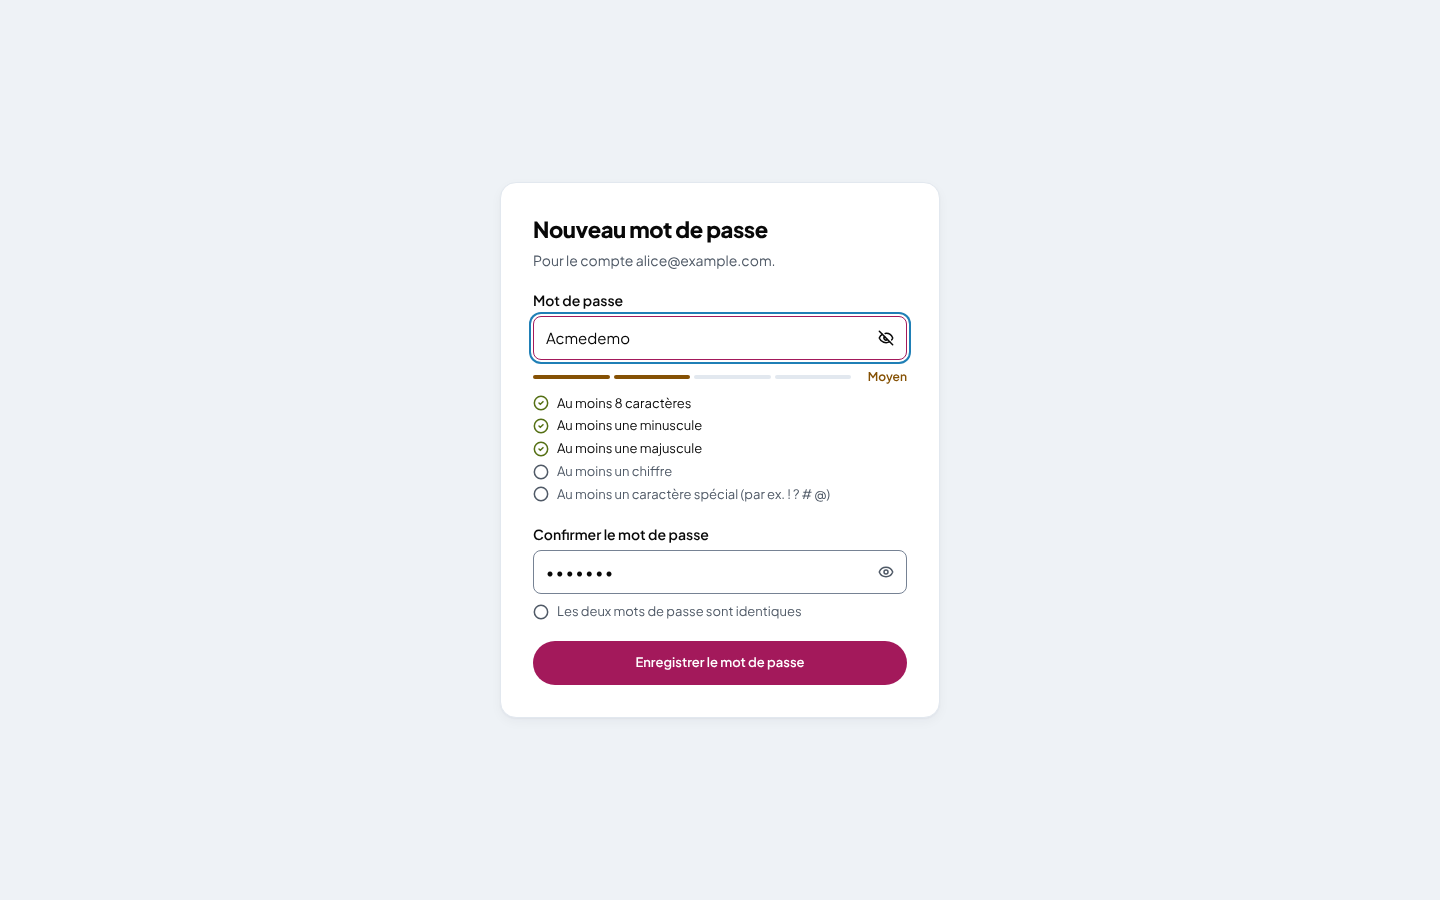 Nouveau mot de passe
Pour le compte alice@example.com.
Mot de passe
Acmedemo
Moyen
Au moins 8 caractères
Au moins une minuscule
Au moins une majuscule
Au moins un chiffre
Au moins un caractère spécial (par ex. ! ? # @)
Confirmer le mot de passe
•••••••
Les deux mots de passe sont identiques
Enregistrer le mot de passe